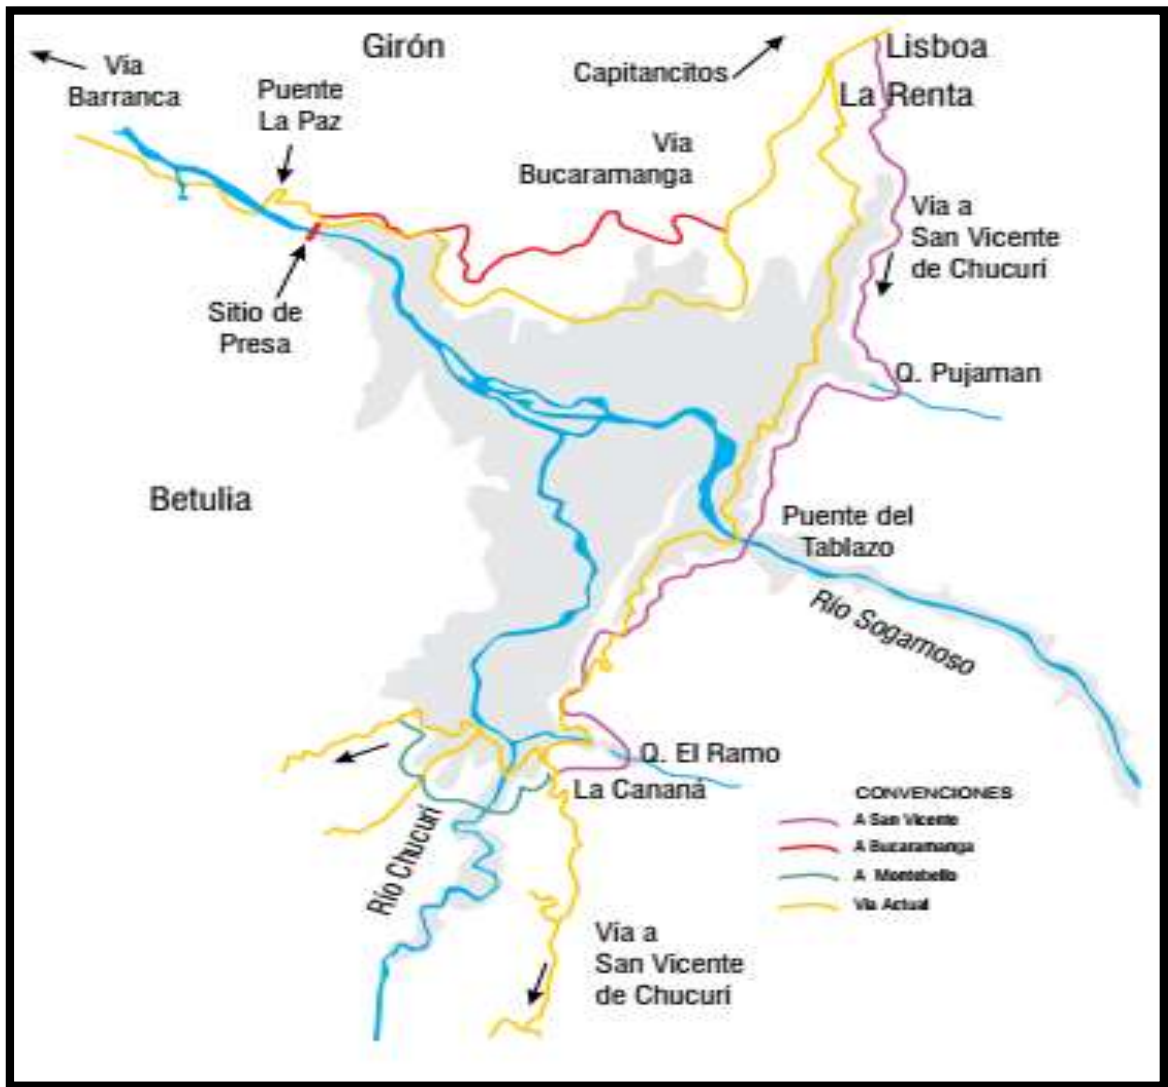 Girón
Lisboa
Vía
Barranca
Capitancitos
Puente
La Paz
La Renta
Vía
Bucaramanga
Vía a
San Vicente
de Chucurí
Sitio de
Presa
Q. Pujaman
Betulia
Puente del
Tablazo
Río Sogamoso
Q. El Ramo
La Cananá
Río Chucurí
CONVENCIONES
A San Vicente
A Bucaramanga
A Montebello
Vía Actual
Vía a
San Vicente
de Chucurí